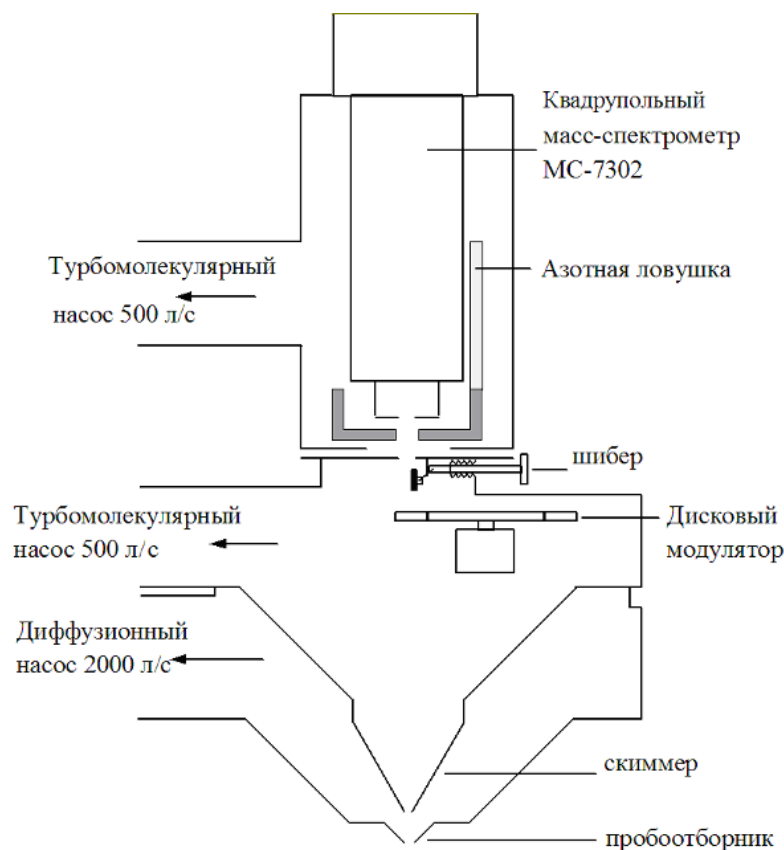 Квадрупольный
масс-спектрометр
МС-7302
Турбомолекулярный
насос 500 л/с
Азотная ловушка
шибер
Турбомолекулярный
насос 500 л/с
Дисковый
модулятор
Диффузионный
насос 2000 л/с
скиммер
пробоотборник